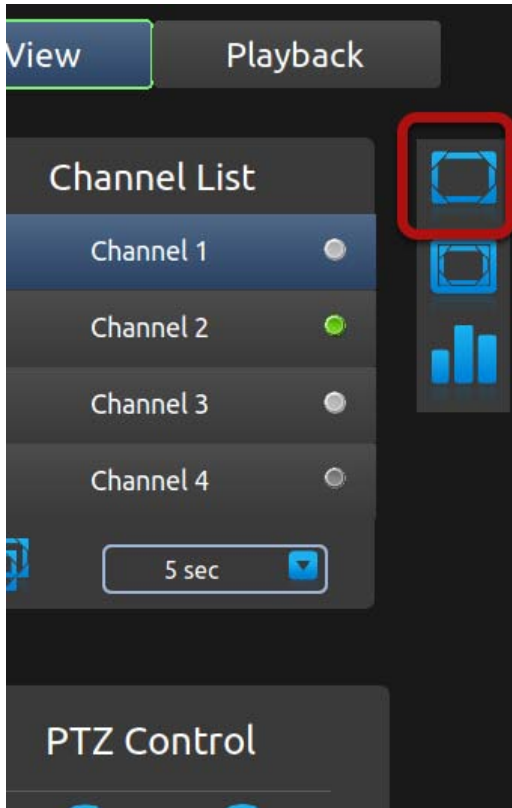 View
Playback
Channel List
Channel 1
Channel 2
Channel 3
Channel 4
5 sec
PTZ Control